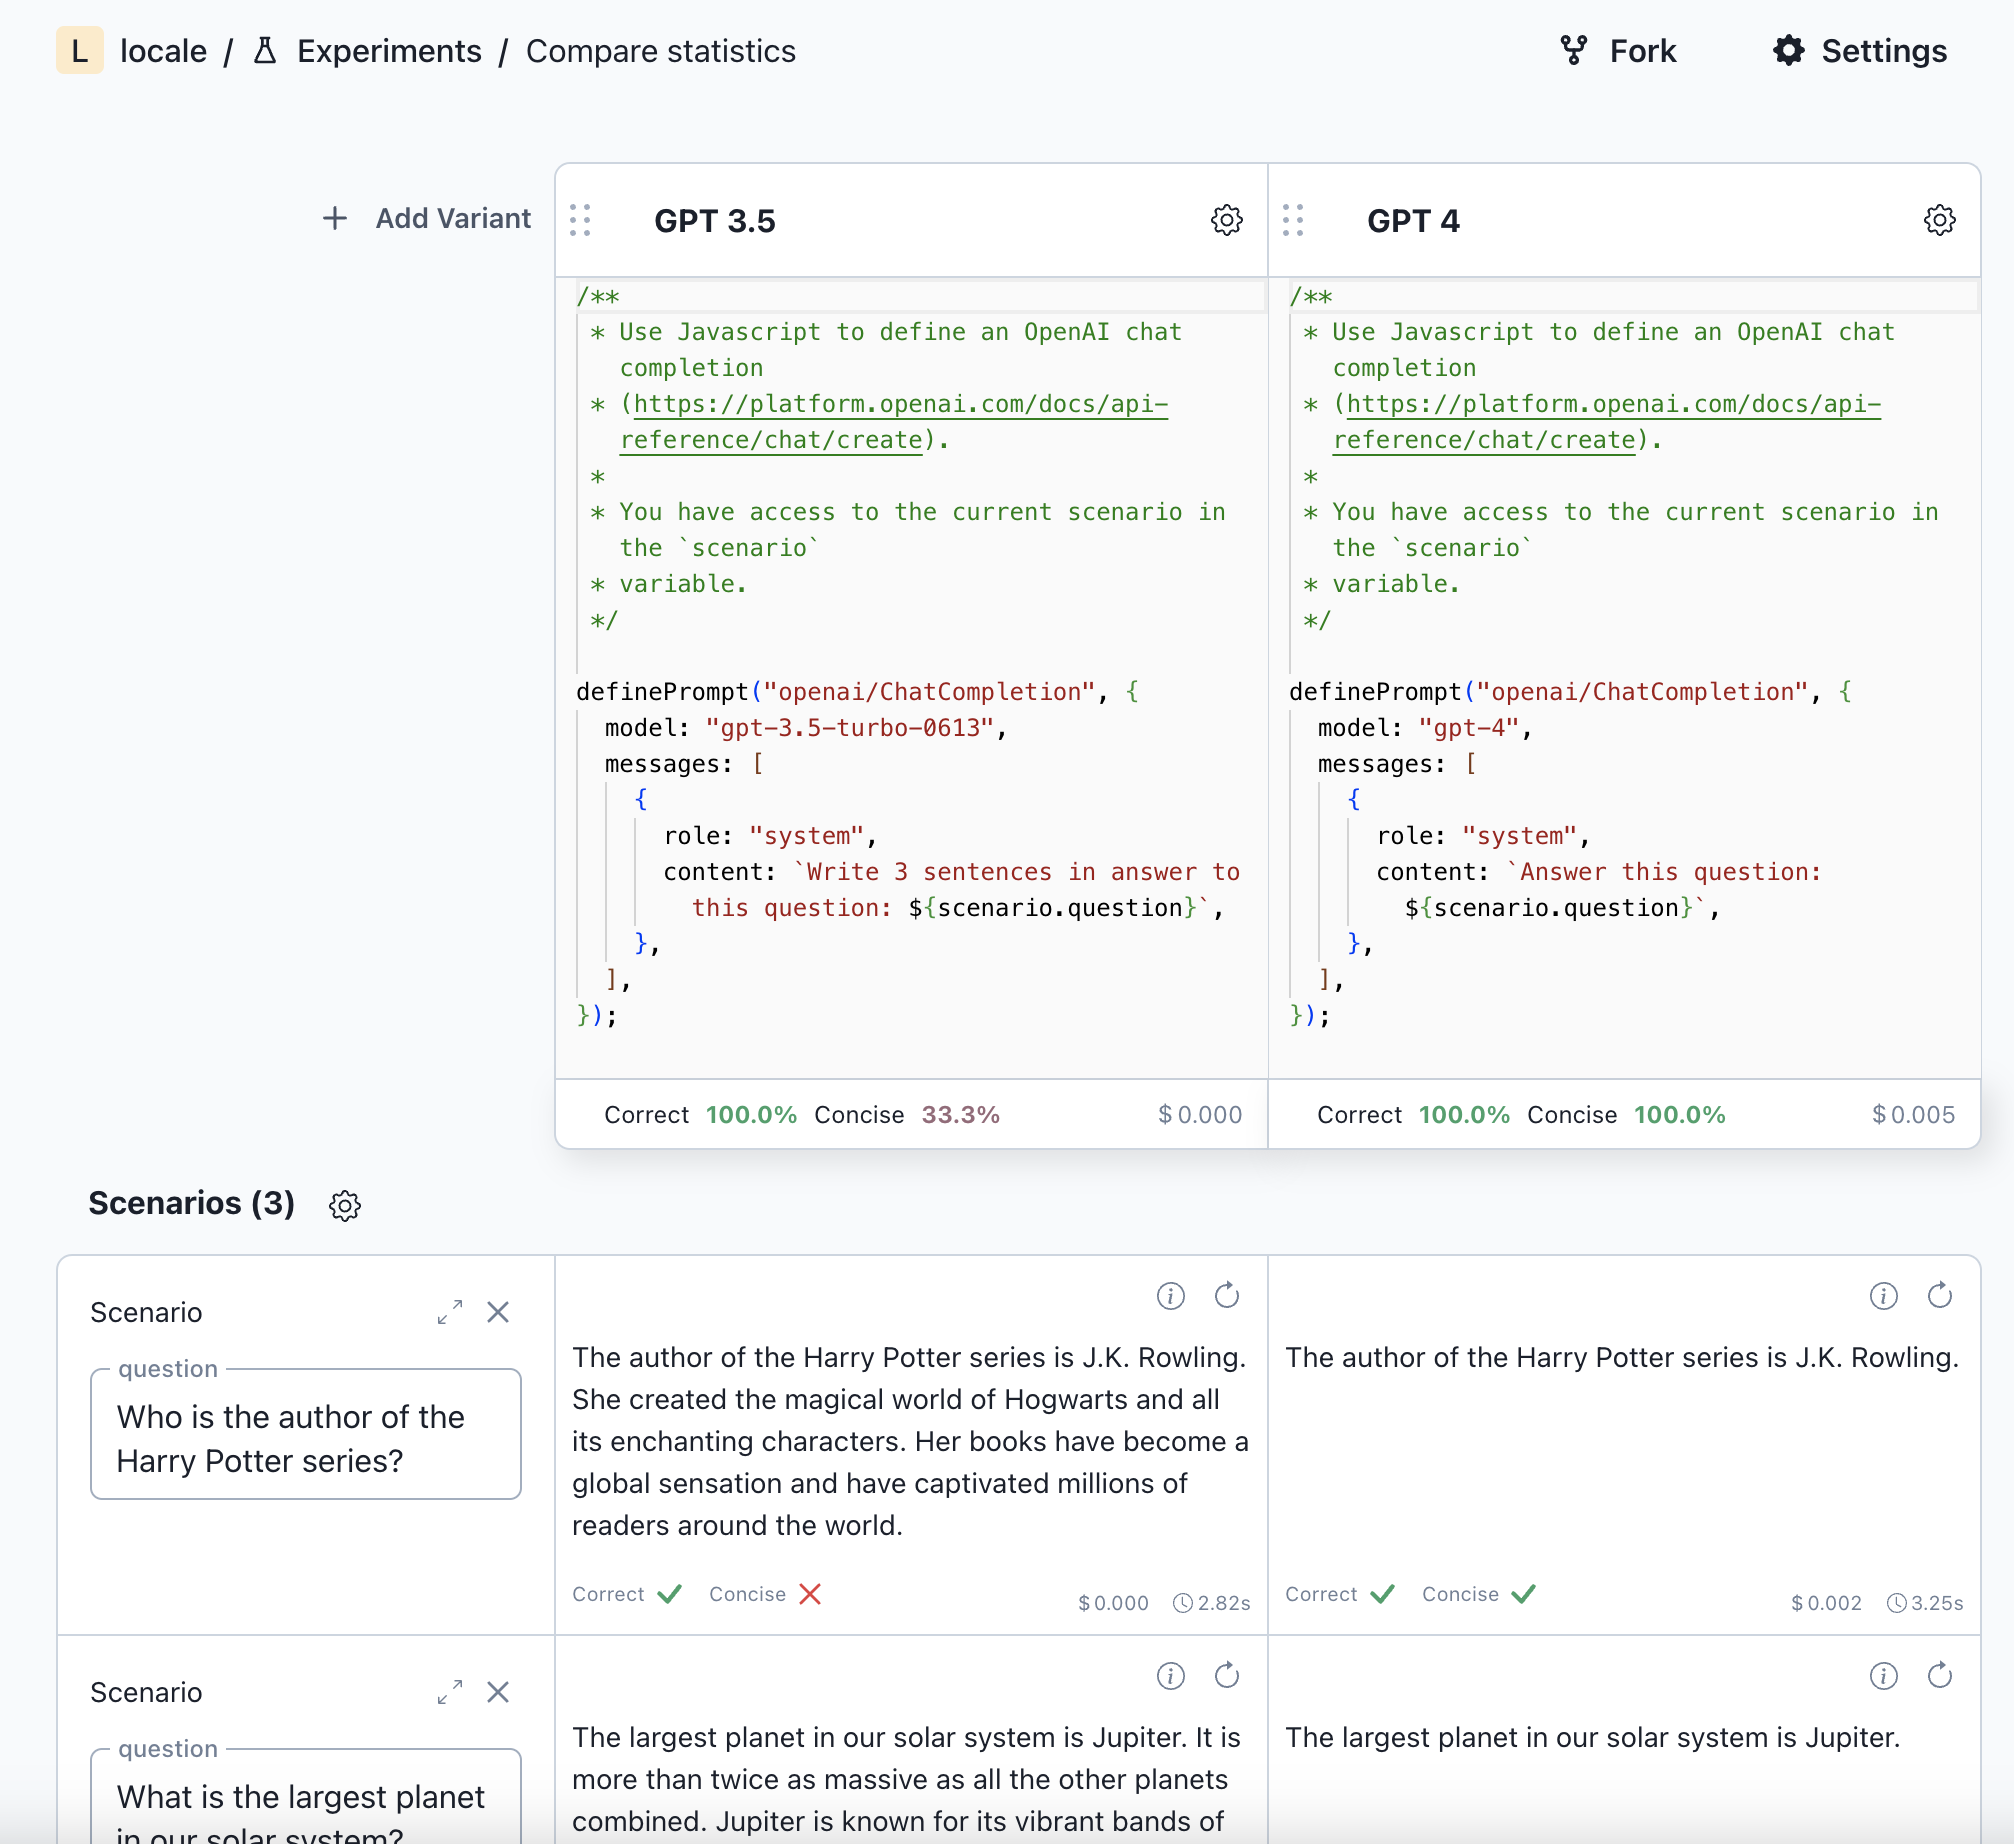 L locale / Experiments / Compare statistics
Fork
Settings
+ Add Variant
GPT 3.5
/**
* Use Javascript to define an OpenAI chat
completion
* (https://platform.openai.com/docs/api-
reference/chat/create).
*
* You have access to the current scenario in
the `scenario`
* variable.
*/
definePrompt("openai/ChatCompletion", {
model: "gpt-3.5-turbo-0613",
messages: [
{
role: "system",
content: `Write 3 sentences in answer to
this question: ${scenario.question}`,
},
],
});
Correct 100.0% Concise 33.3% $0.000
GPT 4
/**
* Use Javascript to define an OpenAI chat
completion
* (https://platform.openai.com/docs/api-
reference/chat/create).
*
* You have access to the current scenario in
the `scenario`
* variable.
*/
definePrompt("openai/ChatCompletion", {
model: "gpt-4",
messages: [
{
role: "system",
content: `Answer this question:
${scenario.question}`,
},
],
});
Correct 100.0% Concise 100.0% $0.005
Scenarios (3)
Scenario
question
Who is the author of the
Harry Potter series?
The author of the Harry Potter series is J.K. Rowling.
She created the magical world of Hogwarts and all
its enchanting characters. Her books have become a
global sensation and have captivated millions of
readers around the world.
Correct Concise $0.000 2.82s
The author of the Harry Potter series is J.K. Rowling.
Correct Concise $0.002 3.25s
Scenario
question
What is the largest planet
in our solar system?
The largest planet in our solar system is Jupiter. It is
more than twice as massive as all the other planets
combined. Jupiter is known for its vibrant bands of
The largest planet in our solar system is Jupiter.